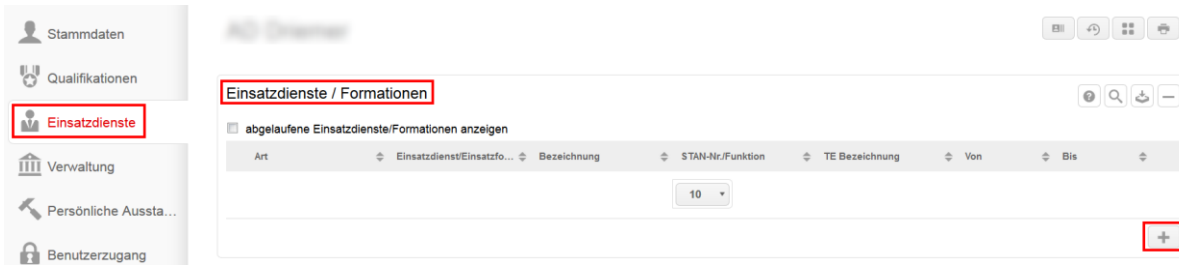 Stammdaten
Qualifikationen
Einsatzdienste
Verwaltung
Persönliche Aussta...
Benutzerzugang
Einsatzdienste / Formationen
abgelaufene Einsatzdienste/Formationen anzeigen
Art Einsatzdienst/Einsatzfo... Bezeichnung STAN-Nr./Funktion TE Bezeichnung Von Bis
10